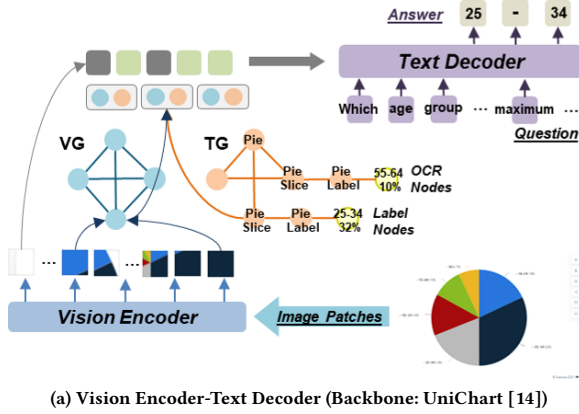 Answer
25
-
34
Text Decoder
Which
age
group
...
maximum
...
Question
VG
TG
Pie
Pie Slice
Pie Label
55-64 10%
OCR Nodes
Pie Slice
Pie Label
25-34 32%
Label Nodes
...
...
Vision Encoder
Image Patches
(a) Vision Encoder-Text Decoder (Backbone: UniChart [14])